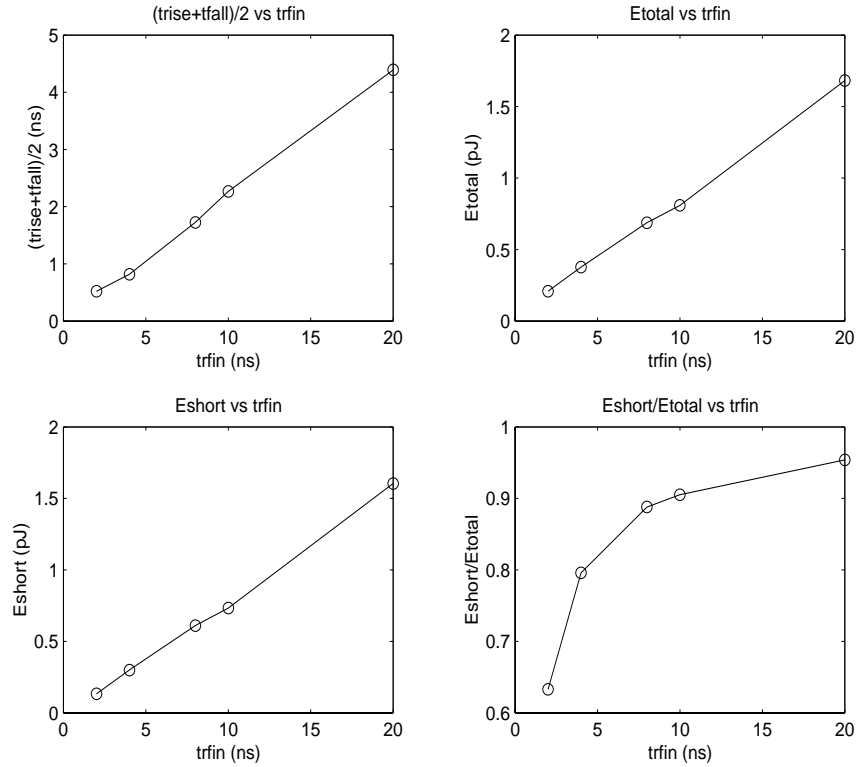 (trise+tfall)/2 vs trfin
5
4
3
2
1
0
(trise+tfall)/2 (ns)
0 5 10 15 20
trfin (ns)
Etotal vs trfin
2
1.5
1
0.5
0
Etotal (pJ)
0 5 10 15 20
trfin (ns)
Eshort vs trfin
2
1.5
1
0.5
0
Eshort (pJ)
0 5 10 15 20
trfin (ns)
Eshort/Etotal vs trfin
1
0.9
0.8
0.7
0.6
Eshort/Etotal
0 5 10 15 20
trfin (ns)